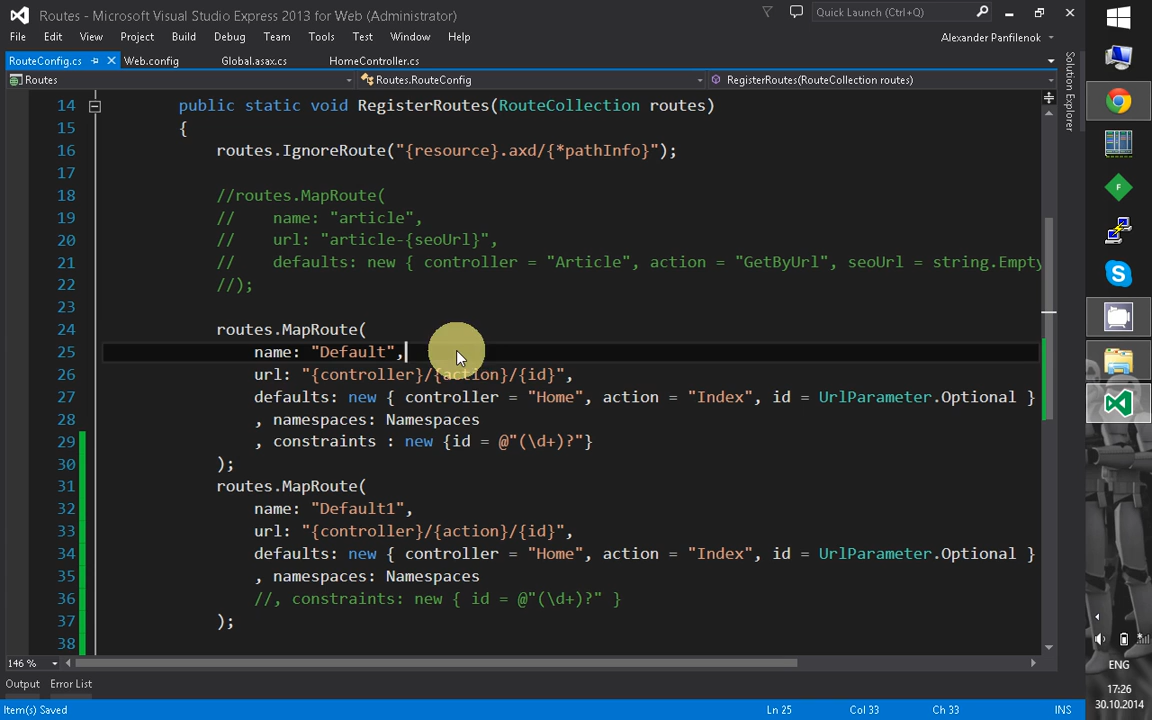 Routes - Microsoft Visual Studio Express 2013 for Web (Administrator)
Quick Launch (Ctrl+Q)
File Edit View Project Build Debug Team Tools Test Window Help
Alexander Panfilenok
RouteConfig.cs Web.config Global.asax.cs HomeController.cs
Routes Routes.RouteConfig RegisterRoutes(RouteCollection routes)
Solution Explorer
14 public static void RegisterRoutes(RouteCollection routes)
15 {
16 routes.IgnoreRoute("{resource}.axd/{*pathInfo}");
17
18 //routes.MapRoute(
19 // name: "article",
20 // url: "article-{seoUrl}",
21 // defaults: new { controller = "Article", action = "GetByUrl", seoUrl = string.Empty
22 //);
23
24 routes.MapRoute(
25 name: "Default",
26 url: "{controller}/{action}/{id}",
27 defaults: new { controller = "Home", action = "Index", id = UrlParameter.Optional }
28 , namespaces: Namespaces
29 , constraints : new {id = @"(\d+)?"}
30 );
31 routes.MapRoute(
32 name: "Default1",
33 url: "{controller}/{action}/{id}",
34 defaults: new { controller = "Home", action = "Index", id = UrlParameter.Optional }
35 , namespaces: Namespaces
36 //, constraints: new { id = @"(\d+)?" }
37 );
38
146 %
Output Error List
Item(s) Saved Ln 25 Col 33 Ch 33 INS
F
ENG
17:26
30.10.2014